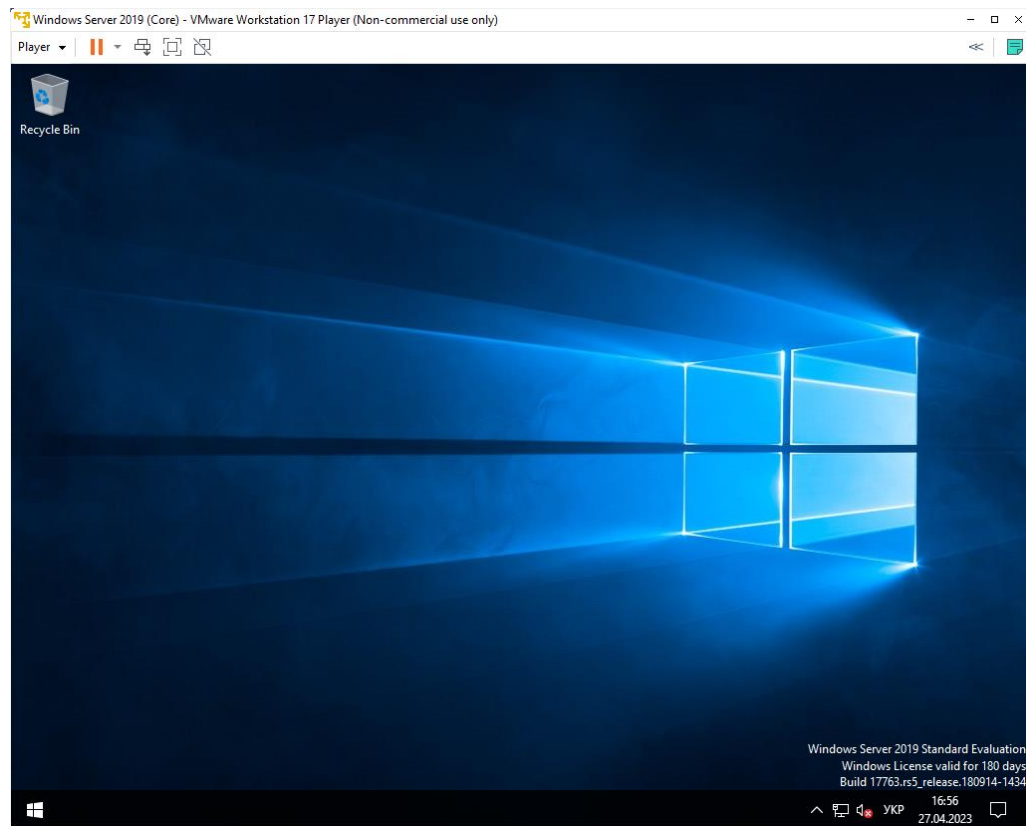 Windows Server 2019 (Core) - VMware Workstation 17 Player (Non-commercial use only)
Player
Recycle Bin
Windows Server 2019 Standard Evaluation
Windows License valid for 180 days
Build 17763.rs5_release.180914-1434
УКР
16:56
27.04.2023